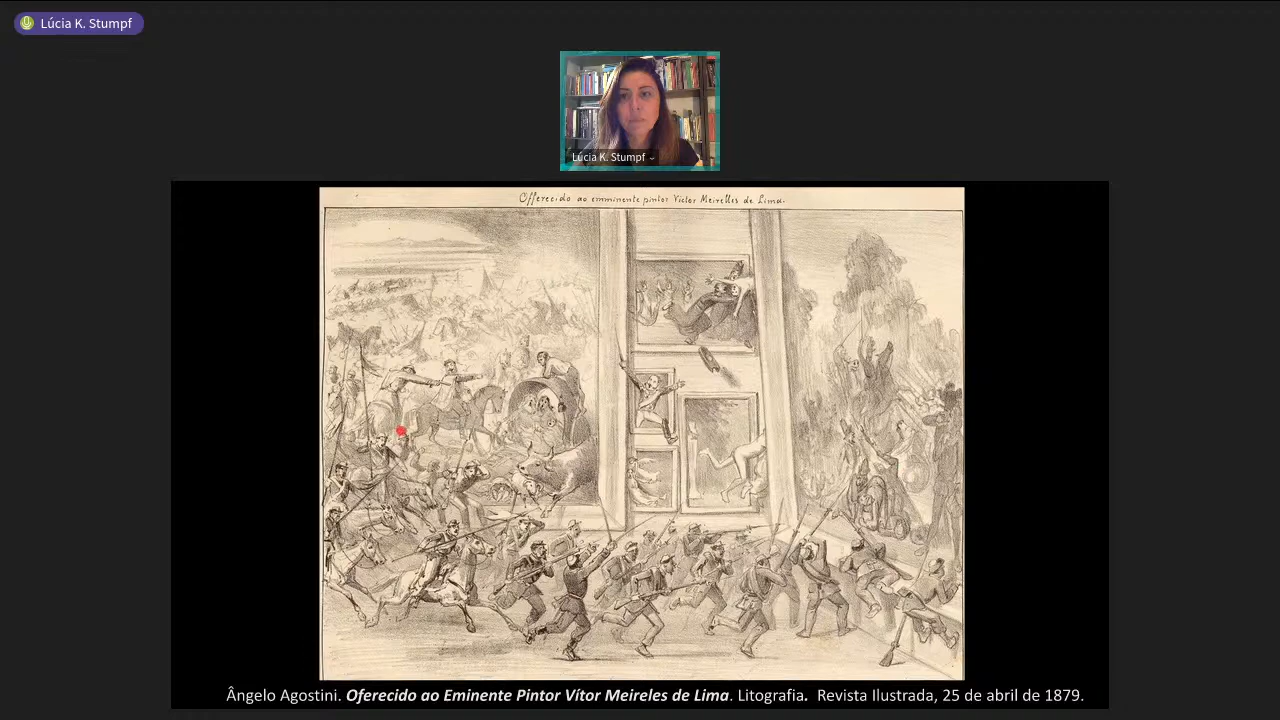 Lúcia K. Stumpf
Lúcia K. Stumpf
Offerecido ao emminente pintor Victor Meirelles de Lima.
Ângelo Agostini. Oferecido ao Eminente Pintor Vítor Meireles de Lima. Litografia. Revista Ilustrada, 25 de abril de 1879.